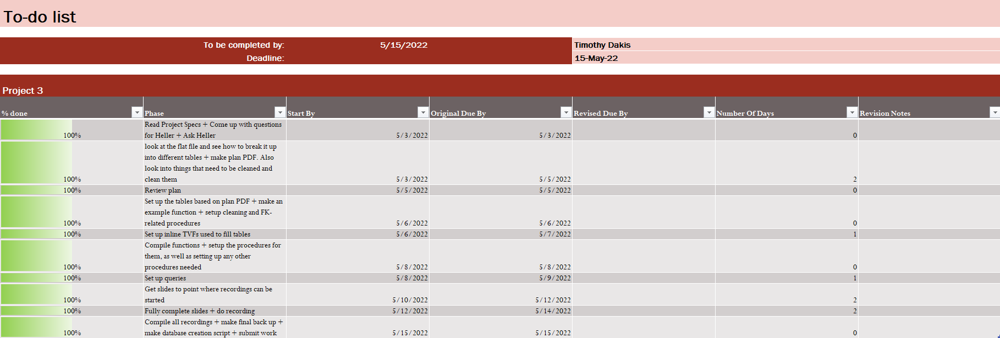 To-do list
To be completed by: 5/15/2022 Timothy Dakis
Deadline: 15-May-22
Project 3
% done Phase Start By Original Due By Revised Due By Number Of Days Revision Notes
Read Project Specs + Come up with questions
100% for Heller + Ask Heller 5/3/2022 5/3/2022 0
look at the flat file and see how to break it up
into different tables + make plan PDF. Also
look into things that need to be cleaned and
100% clean them 5/3/2022 5/5/2022 2
100% Review plan 5/5/2022 5/5/2022 0
Set up the tables based on plan PDF + make an
example function + setup cleaning and FK-
100% related procedures 5/6/2022 5/6/2022 0
100% Set up inline TVFs used to fill tables 5/6/2022 5/7/2022 1
Compile functions + setup the procedures for
them, as well as setting up any other
100% procedures needed 5/8/2022 5/8/2022 0
100% Set up queries 5/8/2022 5/9/2022 1
Get slides to point where recordings can be
100% started 5/10/2022 5/12/2022 2
100% Fully complete slides + do recording 5/12/2022 5/14/2022 2
Compile all recordings + make final back up +
100% make database creation script + submit work 5/15/2022 5/15/2022 0